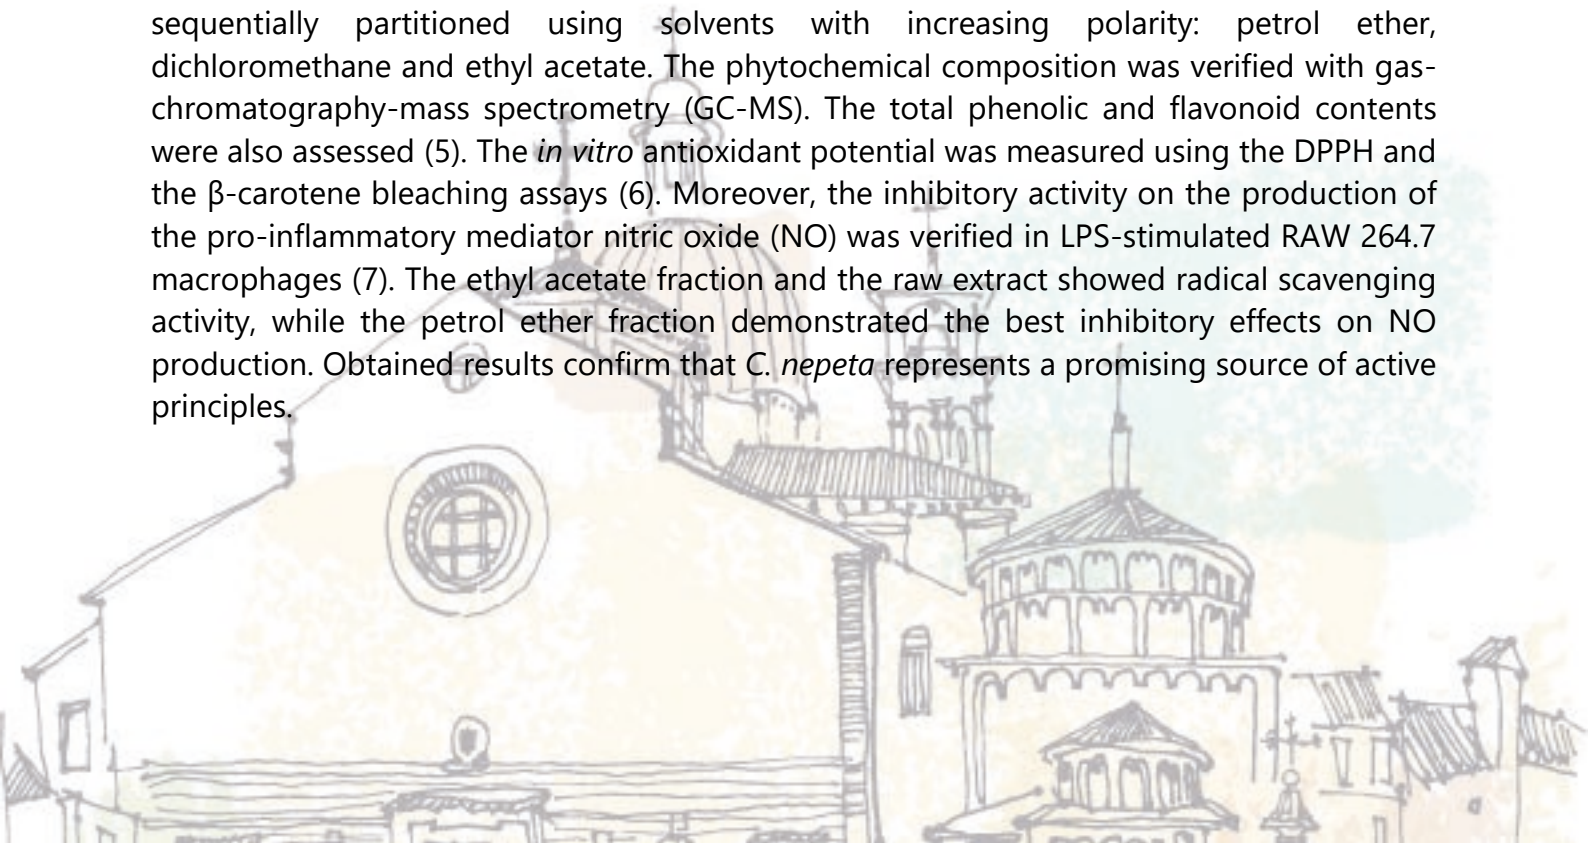 sequentially partitioned using solvents with increasing polarity: petrol ether,
dichloromethane and ethyl acetate. The phytochemical composition was verified with gas-
chromatography-mass spectrometry (GC-MS). The total phenolic and flavonoid contents
were also assessed (5). The in vitro antioxidant potential was measured using the DPPH and
the β-carotene bleaching assays (6). Moreover, the inhibitory activity on the production of
the pro-inflammatory mediator nitric oxide (NO) was verified in LPS-stimulated RAW 264.7
macrophages (7). The ethyl acetate fraction and the raw extract showed radical scavenging
activity, while the petrol ether fraction demonstrated the best inhibitory effects on NO
production. Obtained results confirm that C. nepeta represents a promising source of active
principles.